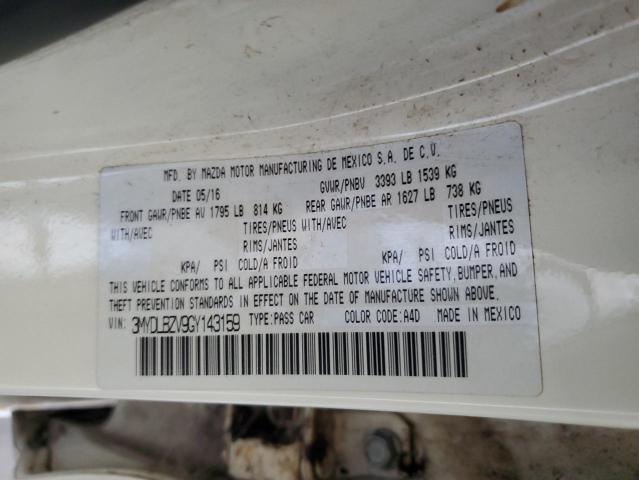 MFD. BY MAZDA MOTOR MANUFACTURING DE MEXICO S.A. DE C.V.
DATE 05/16 GVWR/PNBV 3393 LB 1539 KG
FRONT GAWR/PNBE AV 1795 LB 814 KG REAR GAWR/PNBE AR 1627 LB 738 KG
WITH/AVEC TIRES/PNEUS WITH/AVEC TIRES/PNEUS
RIMS/JANTES RIMS/JANTES
KPA/ PSI COLD/A FROID KPA/ PSI COLD/A FROID
THIS VEHICLE CONFORMS TO ALL APPLICABLE FEDERAL MOTOR VEHICLE SAFETY, BUMPER, AND
THEFT PREVENTION STANDARDS IN EFFECT ON THE DATE OF MANUFACTURE SHOWN ABOVE.
VIN: 3MYDLBZV9GY143159 TYPE:PASS CAR COLOR CODE: A4D MADE IN MEXICO